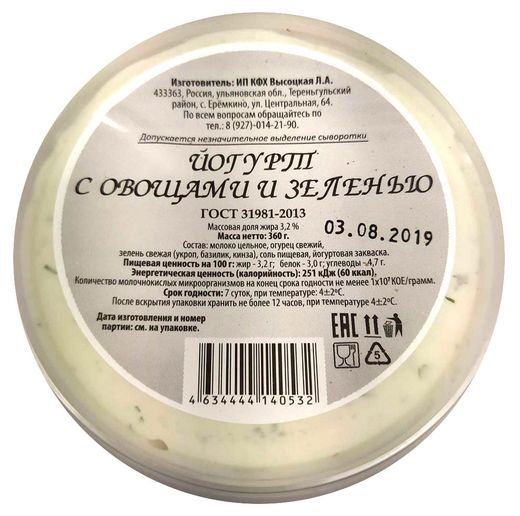 Изготовитель: ИП КФХ Высоцкая Л.А.
433363, Россия, ульяновская обл., Тереньгульский
район, с. Ерёмкино, ул. Центральная, 64.
По всем вопросам обращайтесь по
тел.: 8 (927)-014-21-90.
Допускается незначительное выделение сыворотки
ЙОГУРТ
С ОВОЩАМИ И ЗЕЛЕНЬЮ
ГОСТ 31981-2013
Массовая доля жира 3,2 %
Масса нетто: 360 г.
03.08.2019
Состав: молоко цельное, огурец свежий,
зелень свежая (укроп, базилик, кинза), соль пищевая, йогуртовая закваска.
Пищевая ценность на 100 г: жир - 3,2 г; белок - 3,0 г; углеводы -.4,7 г.
Энергетическая ценность (калорийность): 251 кДж (60 ккал),
Количество молочнокислых микроорганизмов на конец срока годности не менее 1х10⁷ КОЕ/грамм.
Срок годности: 7 суток, при температуре: 4±2°С.
После вскрытия упаковки хранить не более 12 часов, при температуре 4±2°С.
Дата изготовления и номер
партии: см. на упаковке.
EAC
5
4 634444 140532